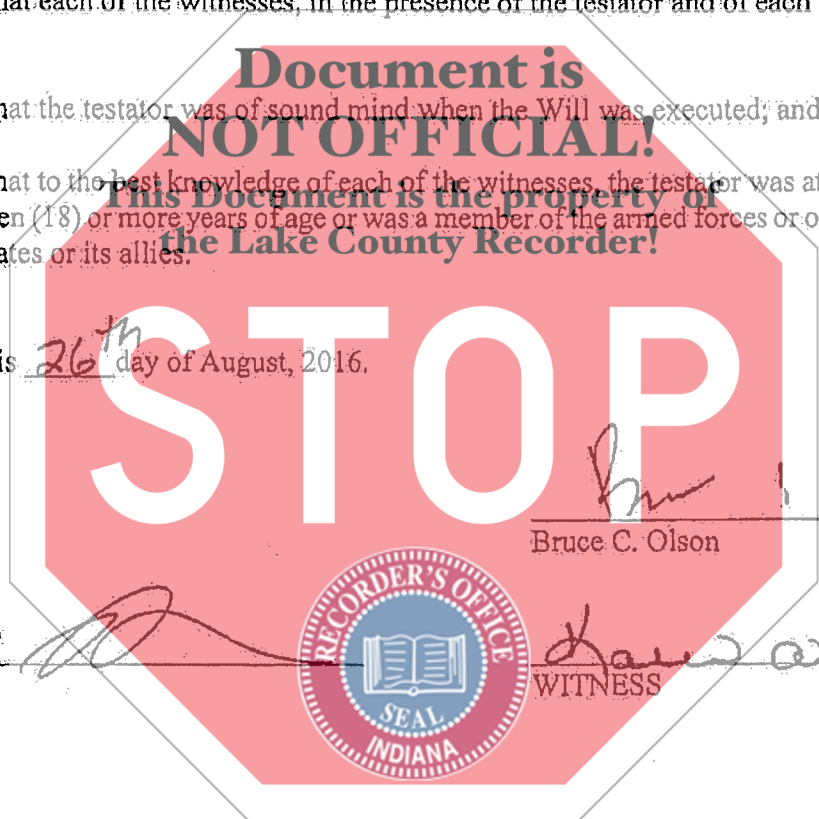 hat each of the witnesses, in the presence of the testator and of each
Document is
hat the testator was of sound mind when the Will was executed; and
NOT OFFICIAL!
hat to the best knowledge of each of the witnesses, the testator was at
This Document is the property of
en (18) or more years of age or was a member of the armed forces or o
the Lake County Recorder!
ates or its allies.
STOP
is 26th day of August, 2016.
Bruce C. Olson
RECORDER'S OFFICE
SEAL
INDIANA
WITNESS